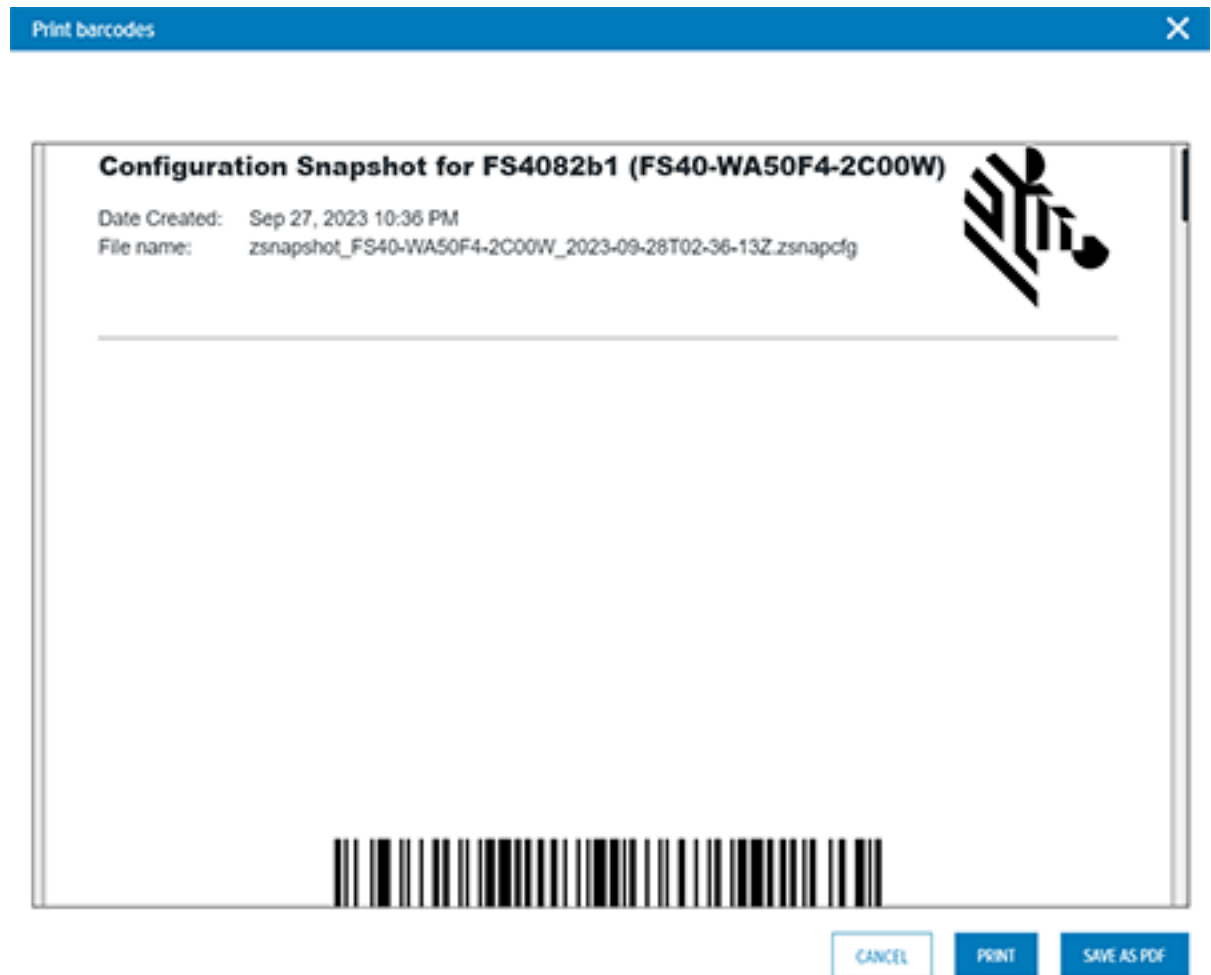 Print barcodes
Configuration Snapshot for FS4082b1 (FS40-WA50F4-2C00W)
Date Created: Sep 27, 2023 10:36 PM
File name: zsnapshot_FS40-WA50F4-2C00W_2023-09-28T02-36-13Z.zsnapcfg
CANCEL PRINT SAVE AS PDF